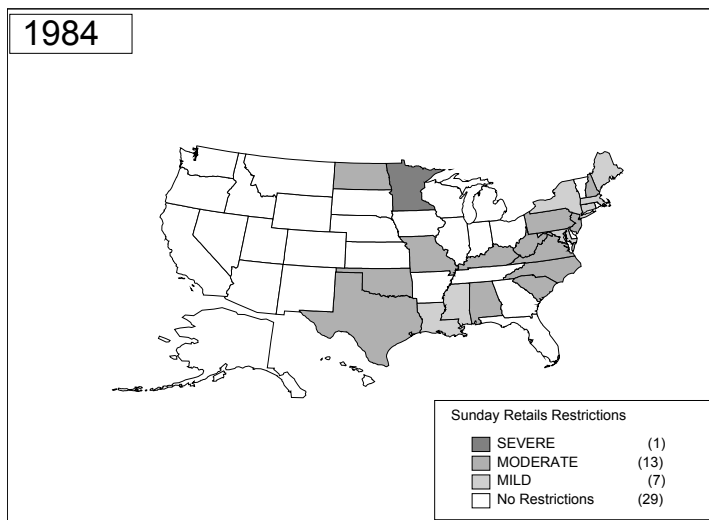 1984
Sunday Retails Restrictions
SEVERE (1)
MODERATE (13)
MILD (7)
No Restrictions (29)